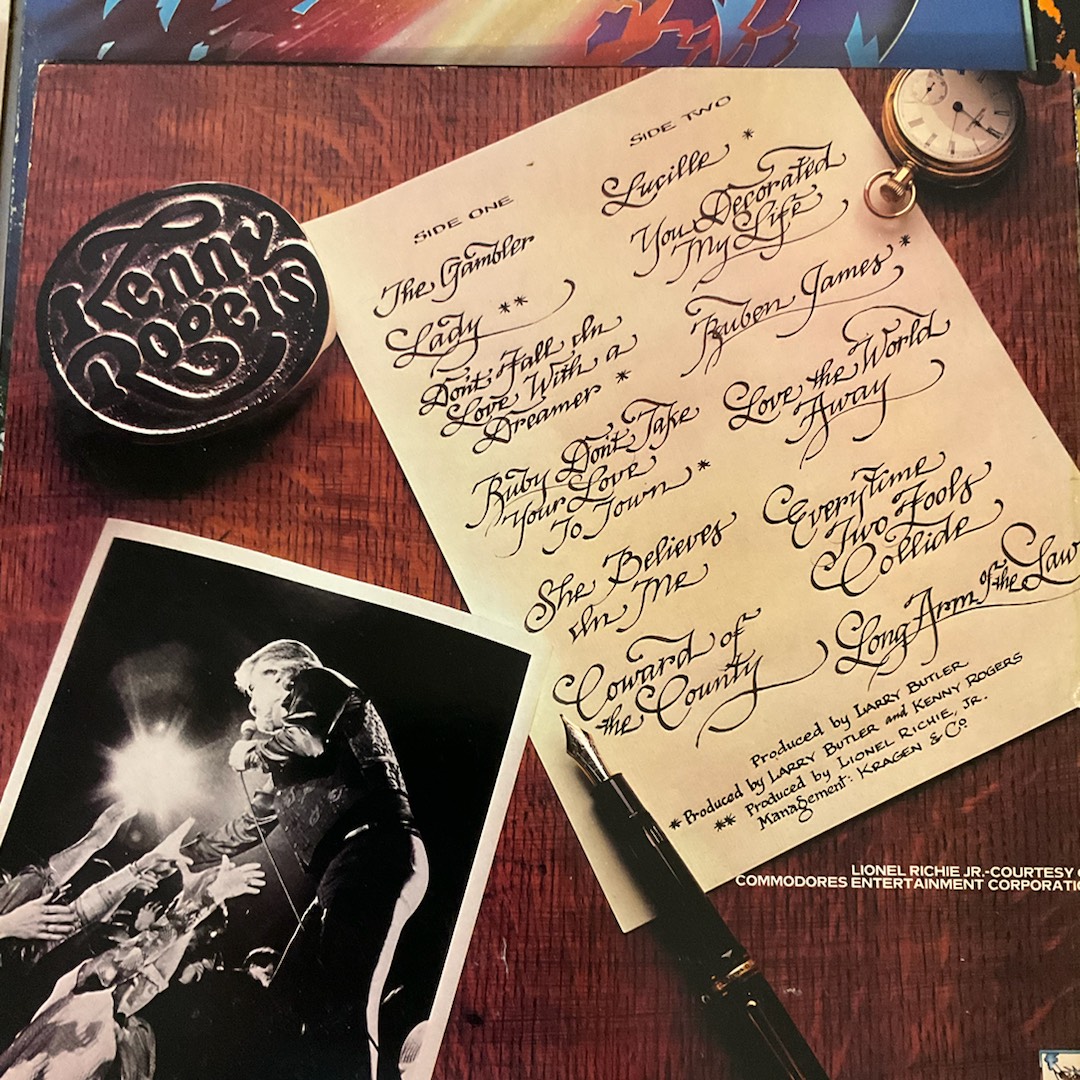 Kenny
Rogers
SIDE ONE
The Gambler
Lady **
Don't Fall In
Love With a
Dreamer *
Ruby Don't Take
Your Love
To Town *
She Believes
In Me
Coward of
the County
SIDE TWO
Lucille *
You Decorated
My Life
Reuben James *
Love the World
Away
Everytime
Two Fools
Collide
Long Arm of the Law
Produced by LARRY BUTLER
* Produced by LARRY BUTLER and KENNY ROGERS
** Produced by LIONEL RICHIE, JR.
Management: KRAGEN & Co
LIONEL RICHIE JR.-COURTESY
COMMODORES ENTERTAINMENT CORPORATIO